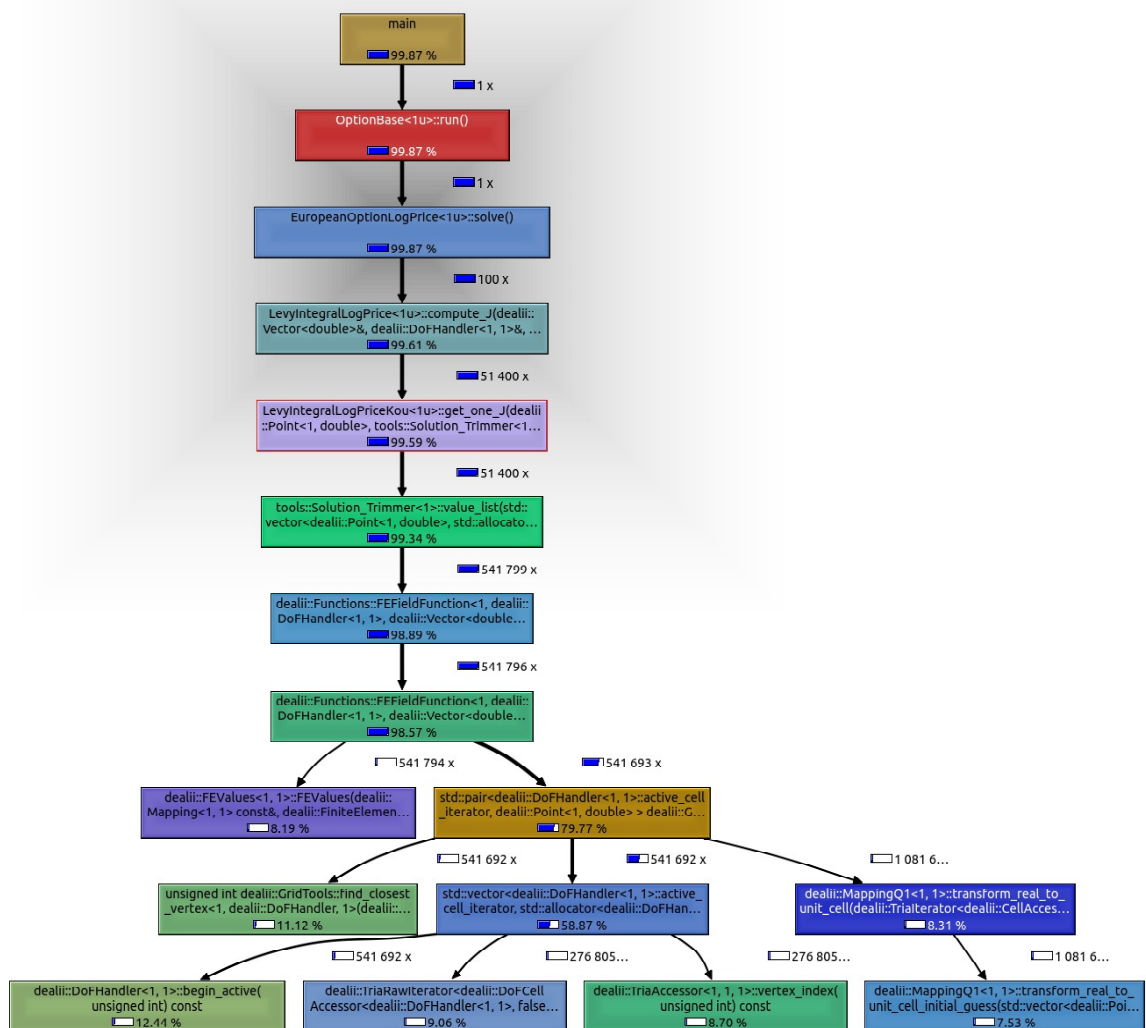 main
99.87 %
1 x
OptionBase<1u>::run()
99.87 %
1 x
EuropeanOptionLogPrice<1u>::solve()
99.87 %
100 x
LevyIntegralLogPrice<1u>::compute_J(dealii::
Vector<double>&, dealii::DoFHandler<1, 1>&, ...
99.61 %
51 400 x
LevyIntegralLogPriceKou<1u>::get_one_J(dealii
::Point<1, double>, tools::Solution_Trimmer<1...
99.59 %
51 400 x
tools::Solution_Trimmer<1>::value_list(std::
vector<dealii::Point<1, double>, std::allocato...
99.34 %
541 799 x
dealii::Functions::FEFieldFunction<1, dealii::
DoFHandler<1, 1>, dealii::Vector<double...
98.89 %
541 796 x
dealii::Functions::FEFieldFunction<1, dealii::
DoFHandler<1, 1>, dealii::Vector<double...
98.57 %
541 794 x
541 693 x
dealii::FEValues<1, 1>::FEValues(dealii::
Mapping<1, 1> const&, dealii::FiniteElemen...
8.19 %
std::pair<dealii::DoFHandler<1, 1>::active_cell
_iterator, dealii::Point<1, double> > dealii::G...
79.77 %
541 692 x
541 692 x
1 081 6...
unsigned int dealii::GridTools::find_closest
_vertex<1, dealii::DoFHandler, 1>(dealii::...
11.12 %
std::vector<dealii::DoFHandler<1, 1>::active_
cell_iterator, std::allocator<dealii::DoFHan...
58.87 %
dealii::MappingQ1<1, 1>::transform_real_to_
unit_cell(dealii::TriaIterator<dealii::CellAcces...
8.31 %
541 692 x
276 805...
276 805...
1 081 6...
dealii::DoFHandler<1, 1>::begin_active(
unsigned int) const
12.44 %
dealii::TriaRawIterator<dealii::DoFCell
Accessor<dealii::DoFHandler<1, 1>, false...
9.06 %
dealii::TriaAccessor<1, 1, 1>::vertex_index(
unsigned int) const
8.70 %
dealii::MappingQ1<1, 1>::transform_real_to_
unit_cell_initial_guess(std::vector<dealii::Poi...
7.53 %